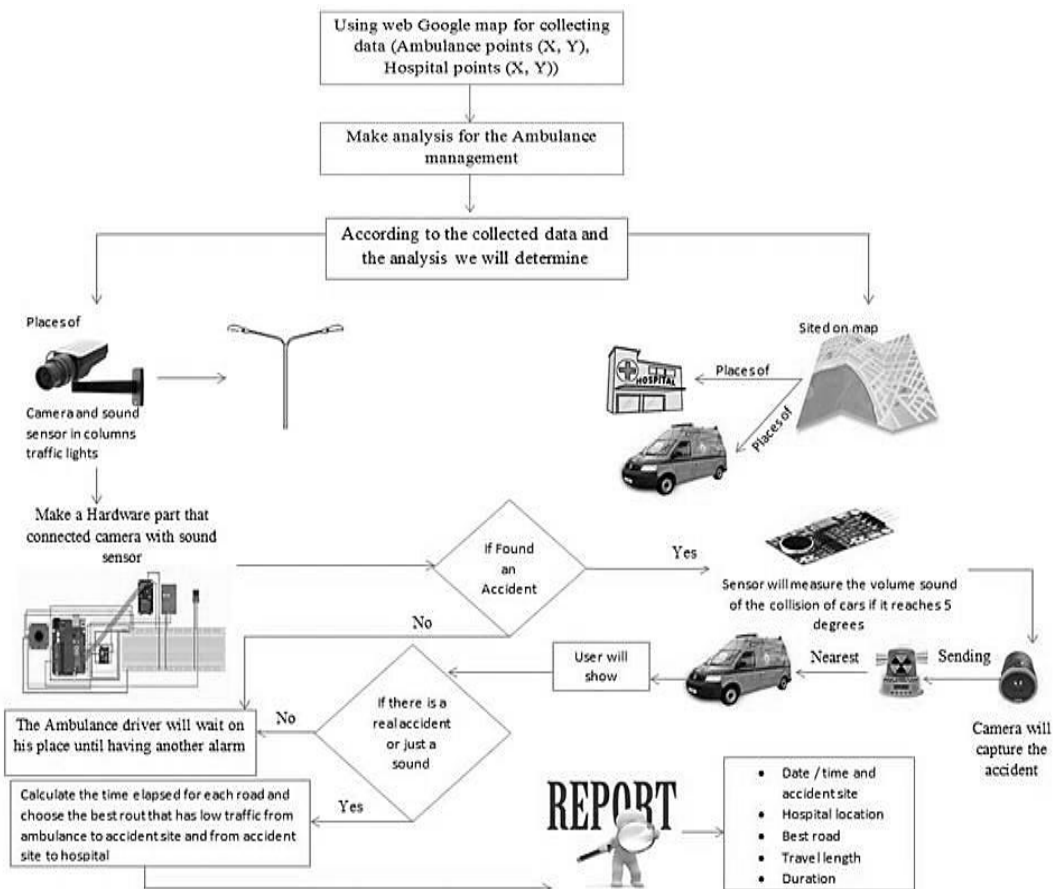 Using web Google map for collecting
data (Ambulance points (X, Y),
Hospital points (X, Y))
Make analysis for the Ambulance
management
According to the collected data and
the analysis we will determine
Places of
Camera and sound
sensor in columns
traffic lights
Sited on map
Places of
HOSPITAL
Places of
Make a Hardware part that
connected camera with sound
sensor
If Found
an
Accident
Yes
No
Sensor will measure the volume sound
of the collision of cars if it reaches 5
degrees
Camera will
capture the
accident
Sending
Nearest
User will
show
If there is a
real accident
or just a
sound
No
The Ambulance driver will wait on
his place until having another alarm
Yes
Calculate the time elapsed for each road and
choose the best rout that has low traffic from
ambulance to accident site and from accident
site to hospital
REPORT
• Date / time and
accident site
• Hospital location
• Best road
• Travel length
• Duration